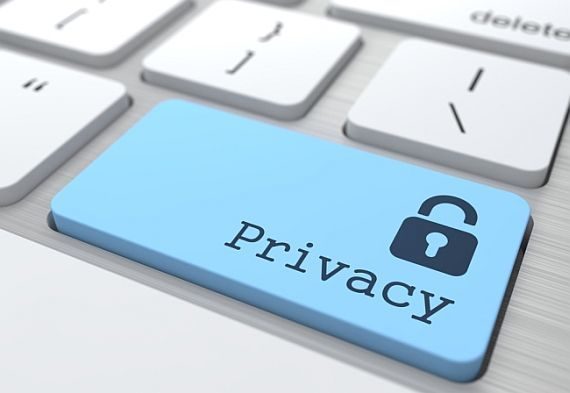 delete
}
]
|
\
"
Privacy